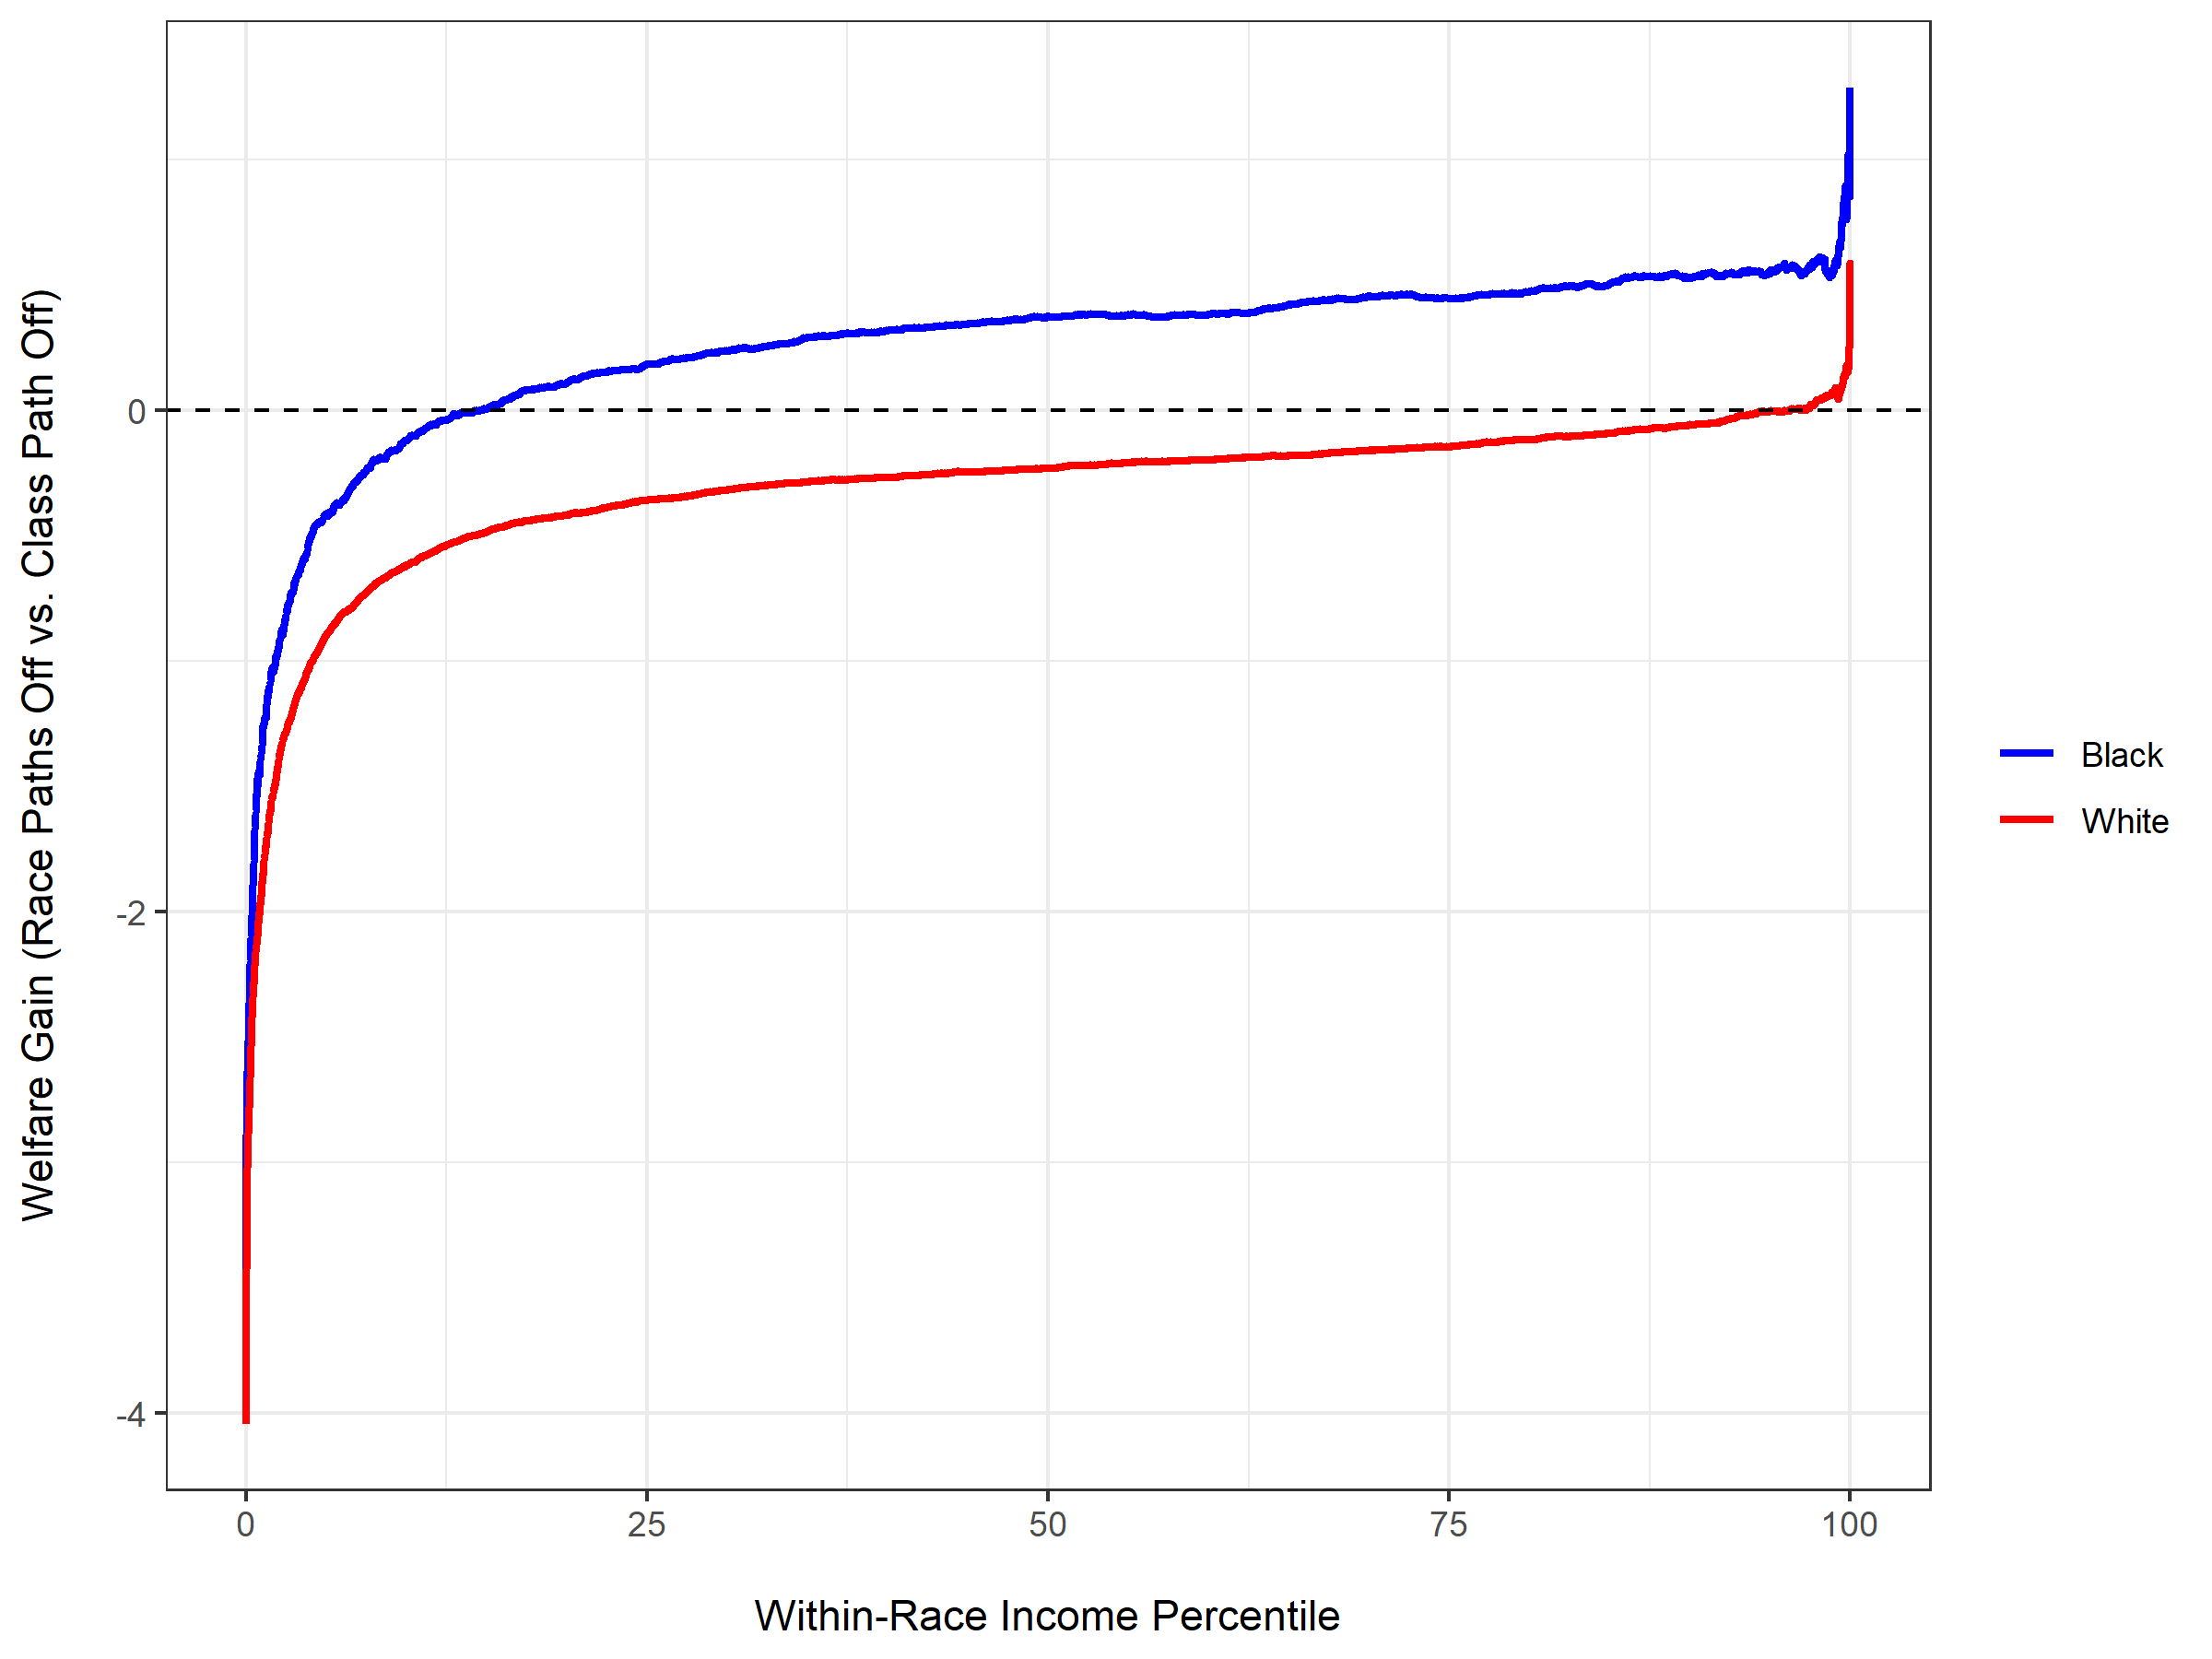 Welfare Gain (Race Paths Off vs. Class Path Off)
0
-2
-4
0
25
50
75
100
Within-Race Income Percentile
Black
White